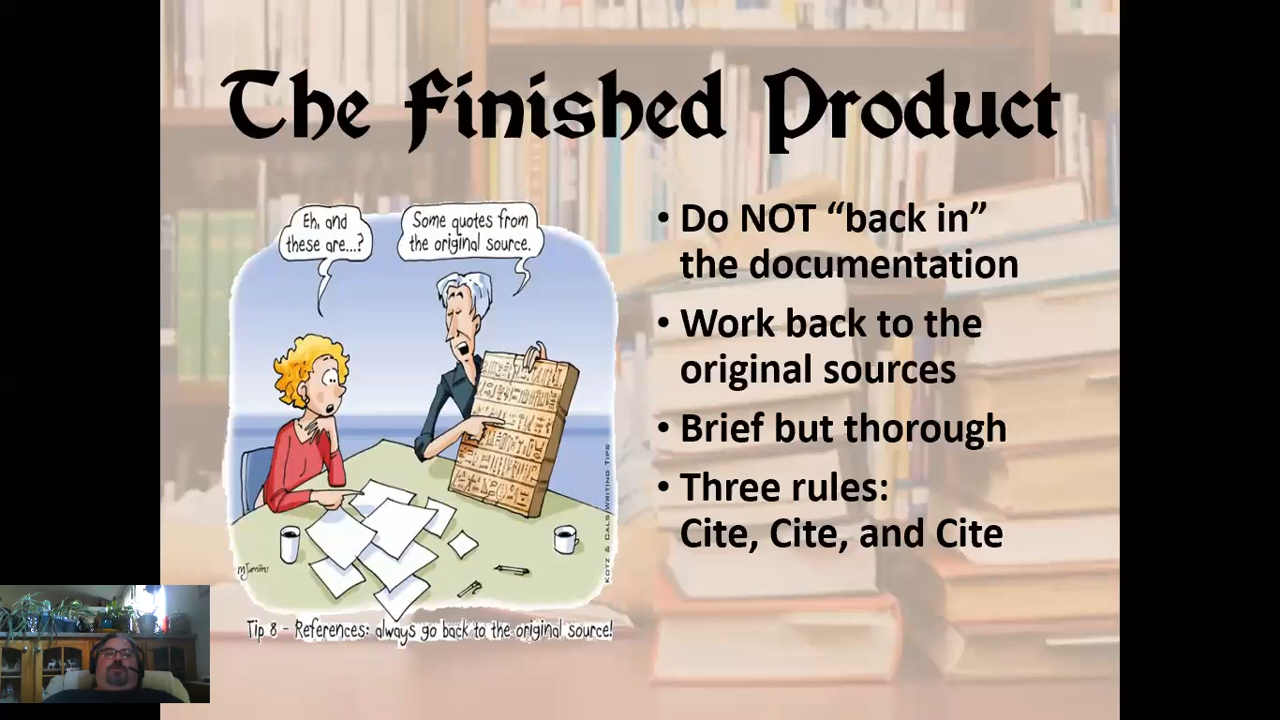 The Finished Product
Eh, and
these are...?
Some quotes from
the original source.
KOTZ & CALS WRITING TIPS
Tip 8 - References: always go back to the original source!
• Do NOT “back in”
the documentation
• Work back to the
original sources
• Brief but thorough
• Three rules:
Cite, Cite, and Cite